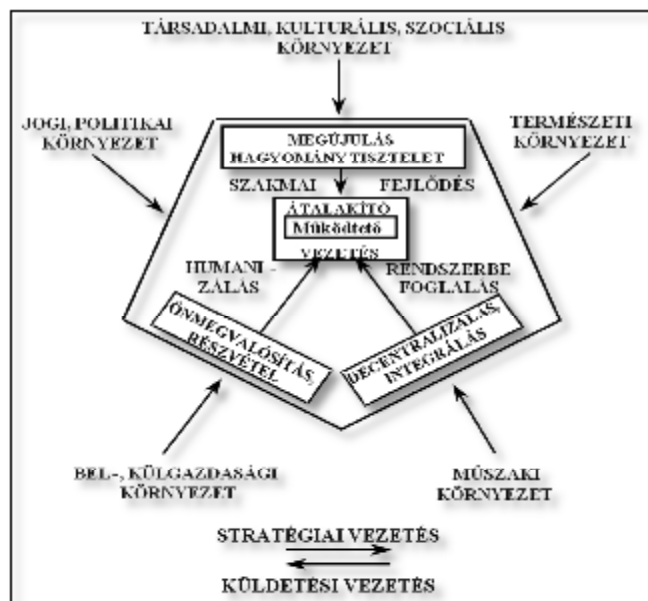 TÁRSADALMI, KULTURÁLIS, SZOCIÁLIS
KÖRNYEZET
JOGI, POLITIKAI
KÖRNYEZET
TERMÉSZETI
KÖRNYEZET
MEGÚJULÁS
HAGYOMÁNYTISZTELET
SZAKMAI FEJLŐDÉS
ÁTALAKÍTÓ
Működtető
VEZETÉS
HUMANI -
ZÁLÁS
RENDSZERBE
FOGLALÁS
ÖNMEGVALÓSÍTÁS,
RÉSZVÉTEL
DECENTRALIZÁLÁS,
INTEGRÁLÁS
BEL-, KÜLGAZDASÁGI
KÖRNYEZET
MŰSZAKI
KÖRNYEZET
STRATÉGIAI VEZETÉS
KÜLDETÉSI VEZETÉS